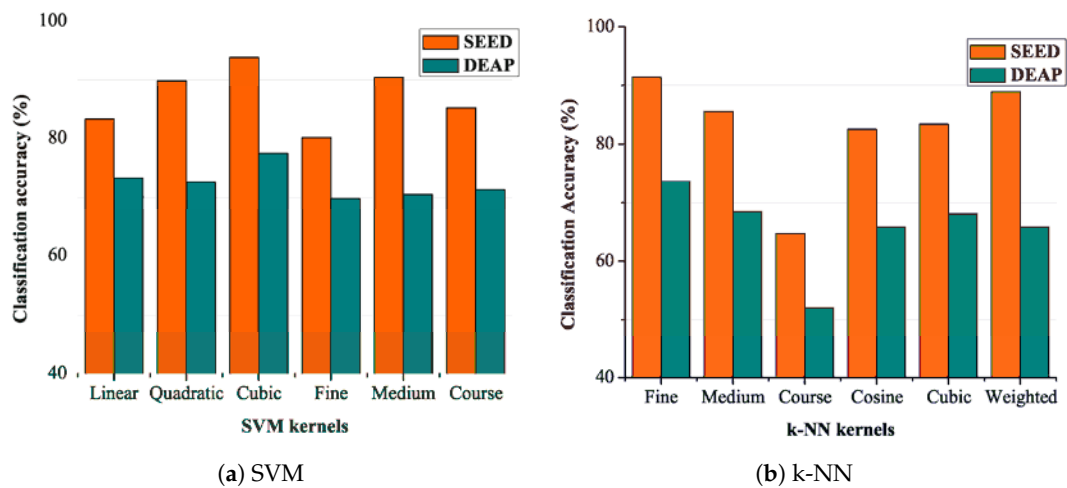 100
80
60
40
Classification accuracy (%)
SEED
DEAP
Linear Quadratic Cubic Fine Medium Course
SVM kernels
(a) SVM
100
80
60
40
Classification Accuracy (%)
SEED
DEAP
Fine Medium Course Cosine Cubic Weighted
k-NN kernels
(b) k-NN